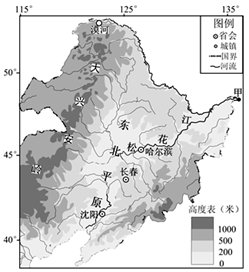 115°
125°
135°
图例
省会
城镇
国界
河流
漠河
50°
大
兴
安
岭
甲
江
花
松
东
北
平
原
哈尔滨
45°
长春
沈阳
40°
高度表（米）
1000
500
200
0